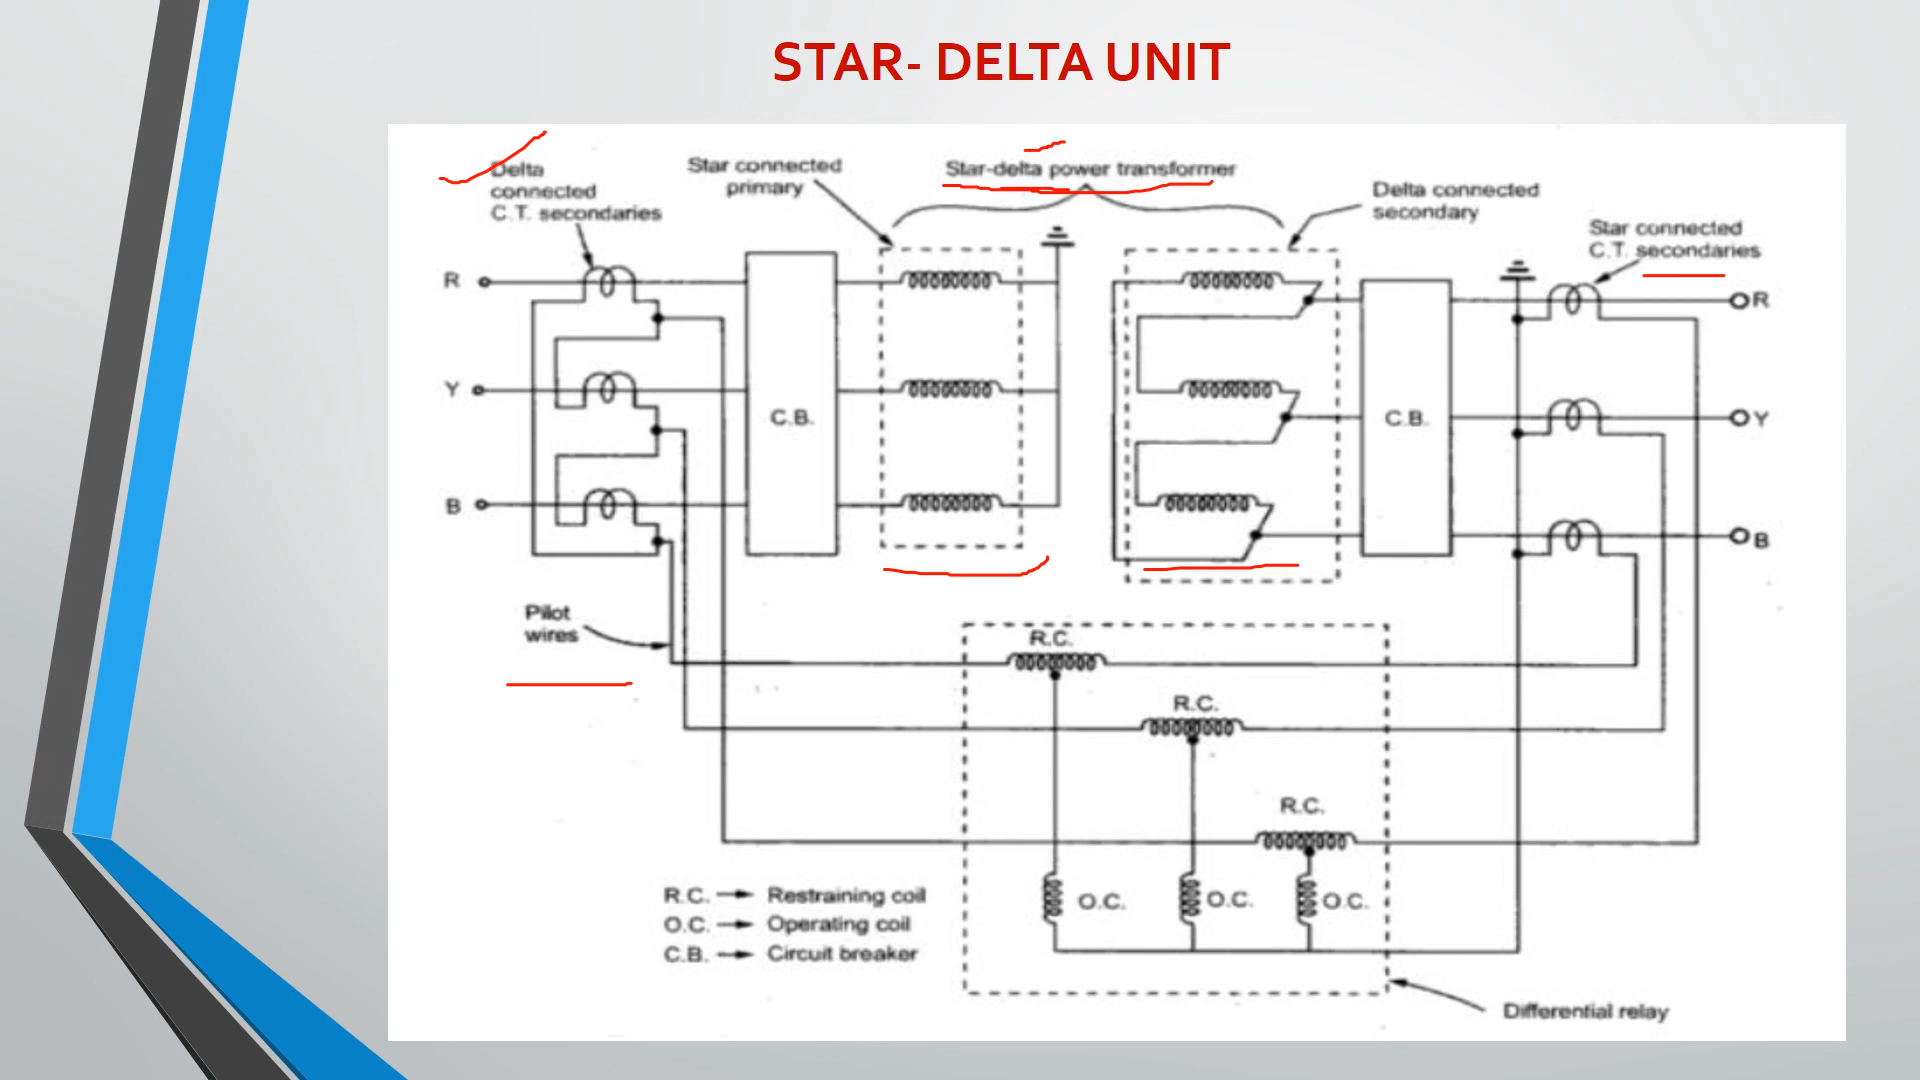 STAR- DELTA UNIT
Delta
connected
C.T. secondaries
Star connected
primary
Star-delta power transformer
Delta connected
secondary
Star connected
C.T. secondaries
R
Y
B
C.B.
C.B.
R
Y
B
Pilot
wires
R.C.
R.C.
R.C.
O.C.
O.C.
O.C.
R.C. → Restraining coil
O.C. → Operating coil
C.B. → Circuit breaker
Differential relay